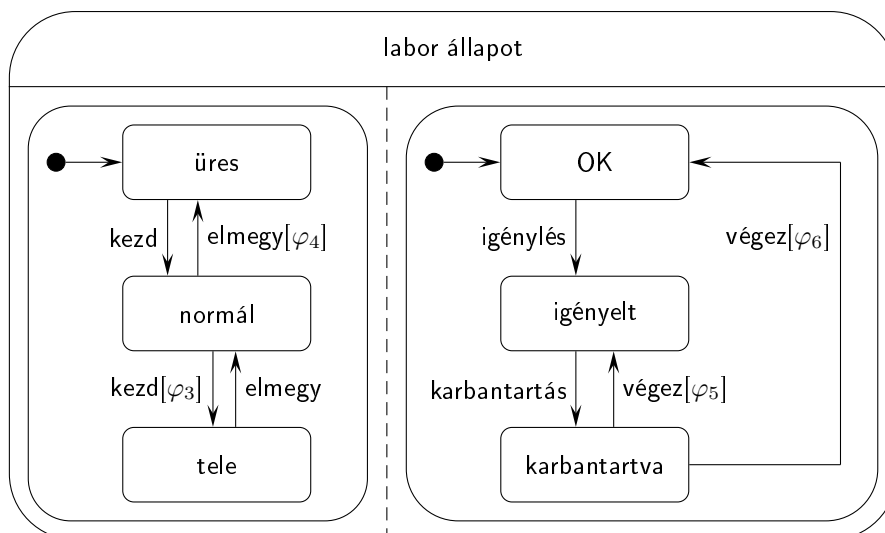 labor állapot
üres
kezd
elmegy[φ4]
normál
kezd[φ3]
elmegy
tele
OK
igénylés
végez[φ6]
igényelt
karbantartás
végez[φ5]
karbantartva